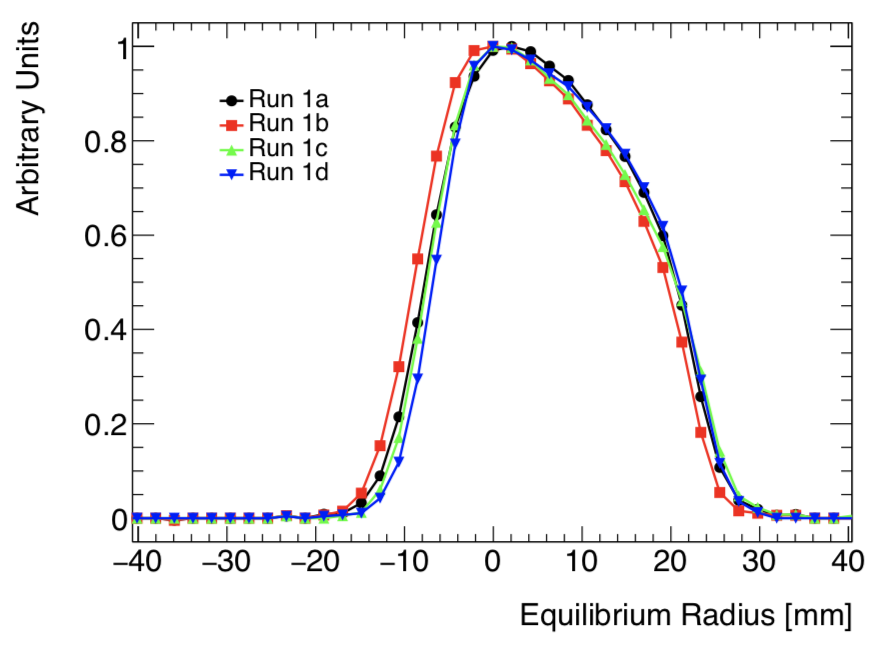 Arbitrary Units
1
0.8
0.6
0.4
0.2
0
Run 1a
Run 1b
Run 1c
Run 1d
−40 −30 −20 −10 0 10 20 30 40
Equilibrium Radius [mm]